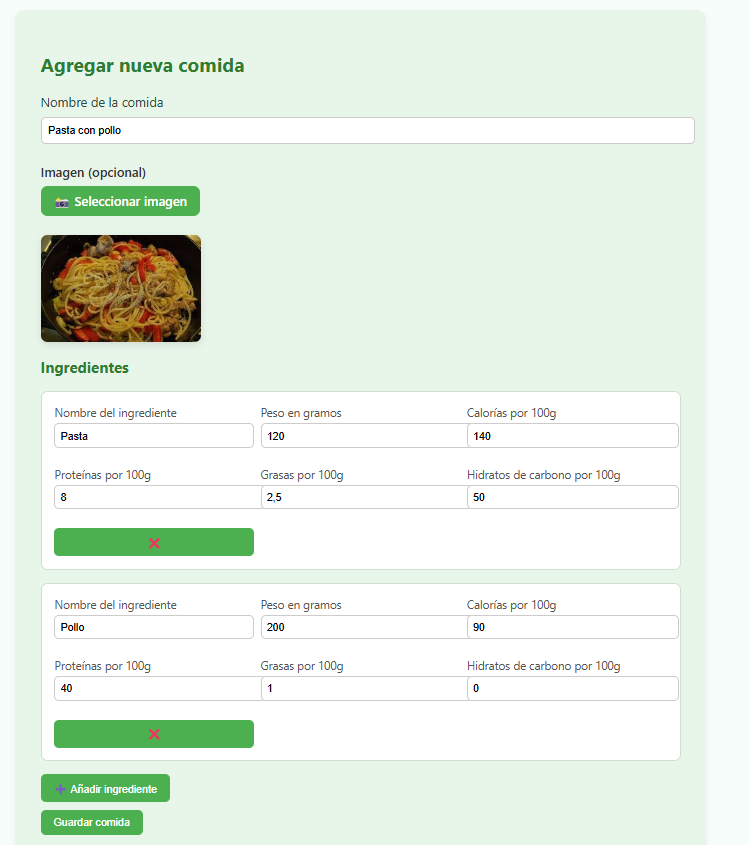 Agregar nueva comida
Nombre de la comida
Pasta con pollo
Imagen (opcional)
📸 Seleccionar imagen
Ingredientes
Nombre del ingrediente Peso en gramos Calorías por 100g
Pasta 120 140
Proteínas por 100g Grasas por 100g Hidratos de carbono por 100g
8 2,5 50
❌
Nombre del ingrediente Peso en gramos Calorías por 100g
Pollo 200 90
Proteínas por 100g Grasas por 100g Hidratos de carbono por 100g
40 1 0
❌
➕ Añadir ingrediente
Guardar comida